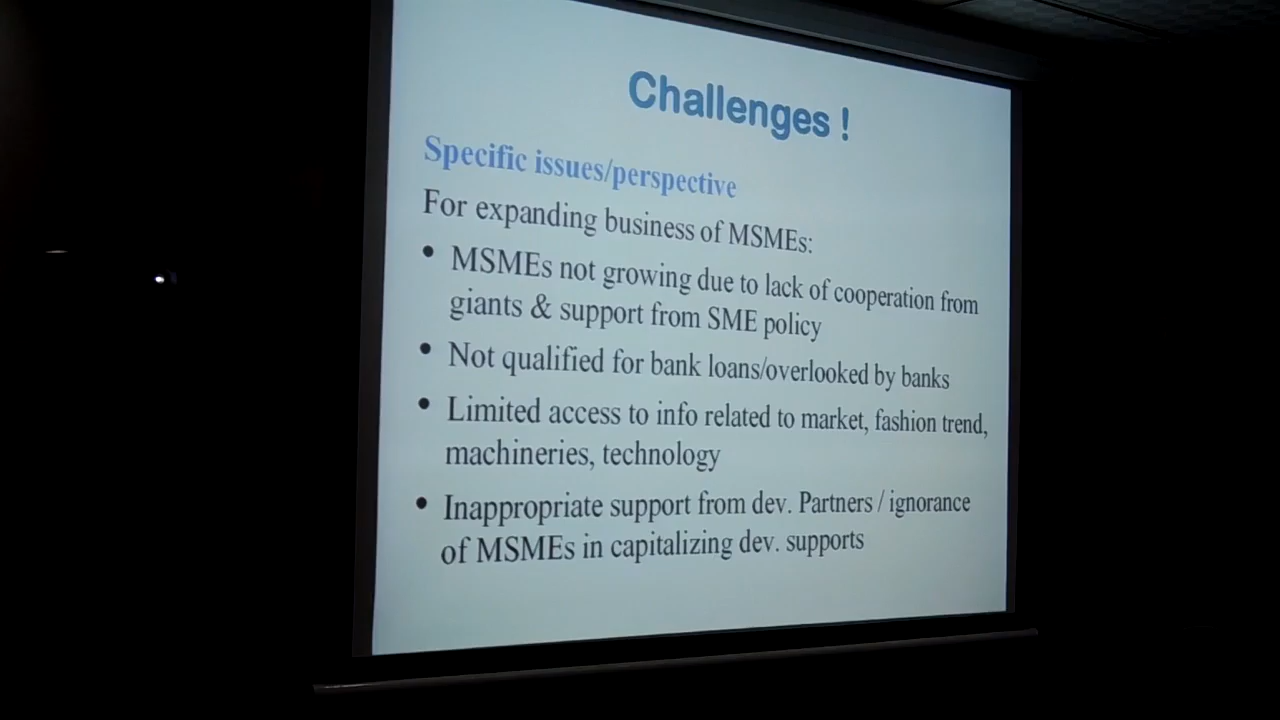 Challenges !
Specific issues/perspective
For expanding business of MSMEs:
• MSMEs not growing due to lack of cooperation from
giants & support from SME policy
• Not qualified for bank loans/overlooked by banks
• Limited access to info related to market, fashion trend,
machineries, technology
• Inappropriate support from dev. Partners / ignorance
of MSMEs in capitalizing dev. supports